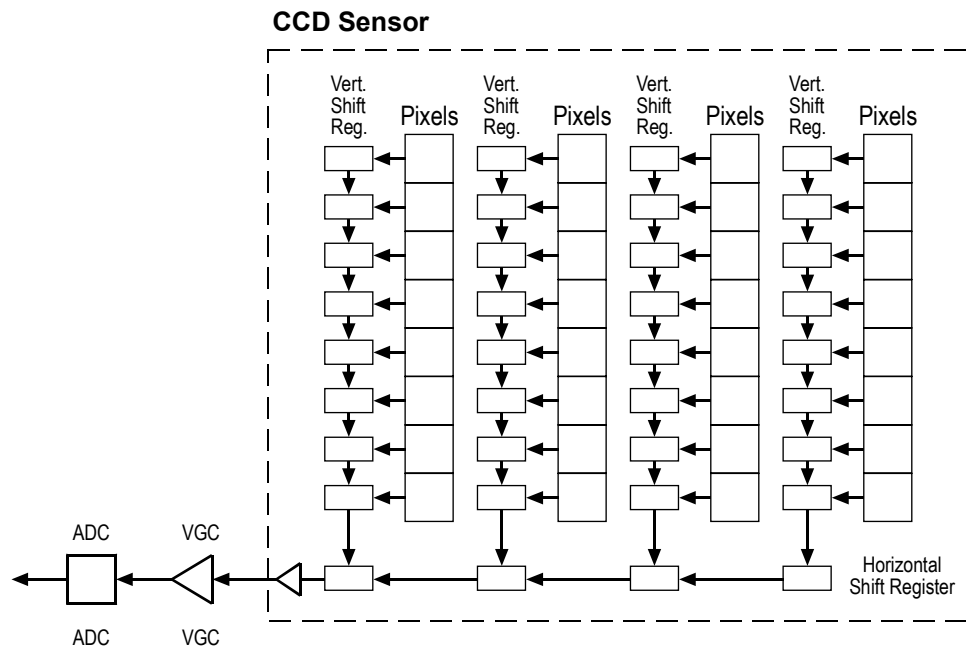 CCD Sensor
Vert.
Shift
Reg.
Pixels
Vert.
Shift
Reg.
Pixels
Vert.
Shift
Reg.
Pixels
Vert.
Shift
Reg.
Pixels
ADC
VGC
Horizontal
Shift Register
ADC
VGC